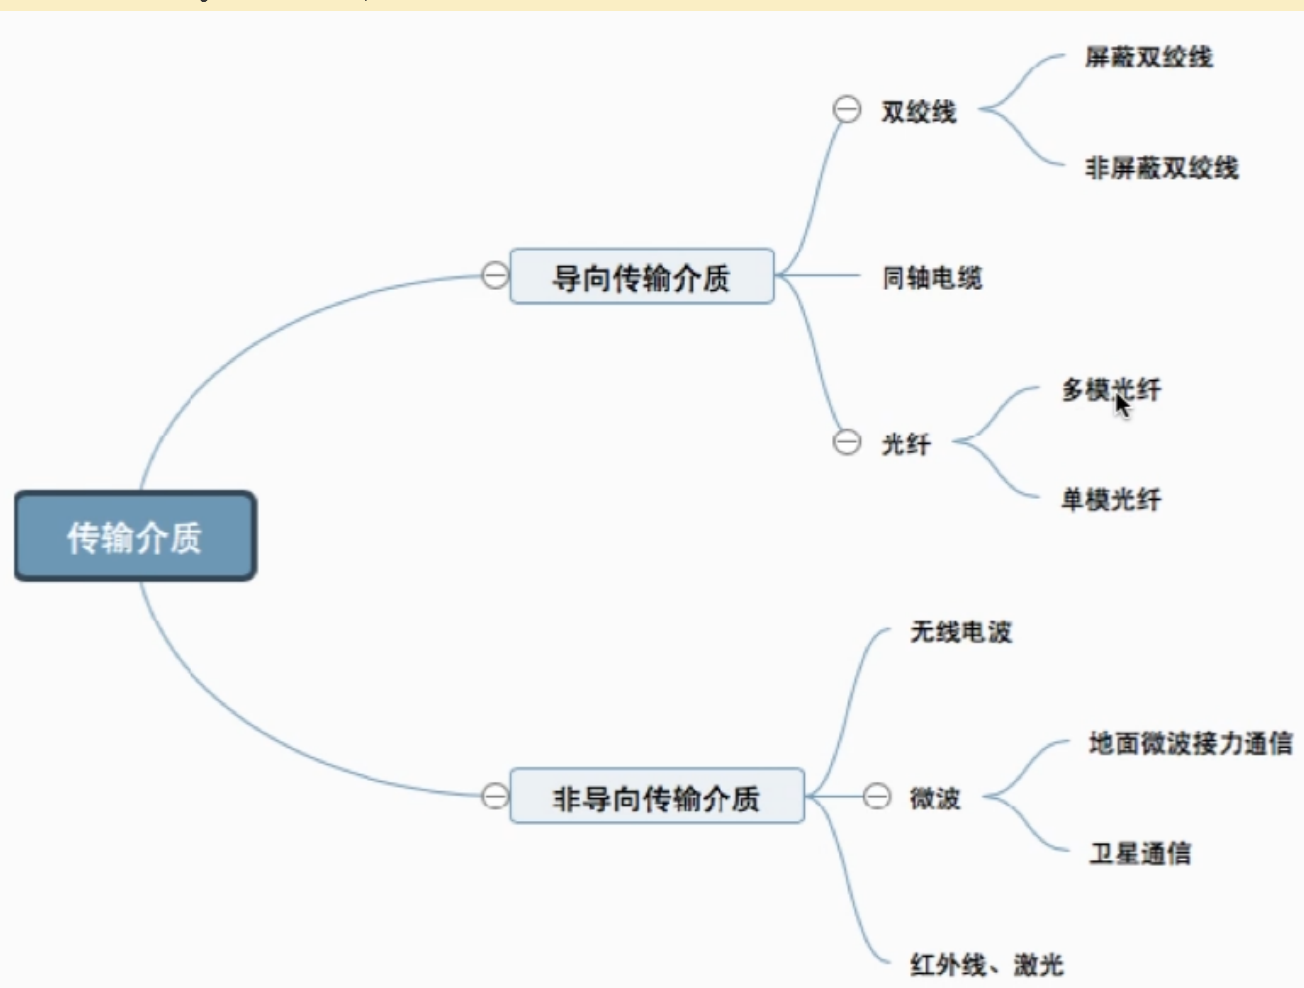 传输介质
导向传输介质
双绞线
屏蔽双绞线
非屏蔽双绞线
同轴电缆
光纤
多模光纤
单模光纤
非导向传输介质
无线电波
微波
地面微波接力通信
卫星通信
红外线、激光